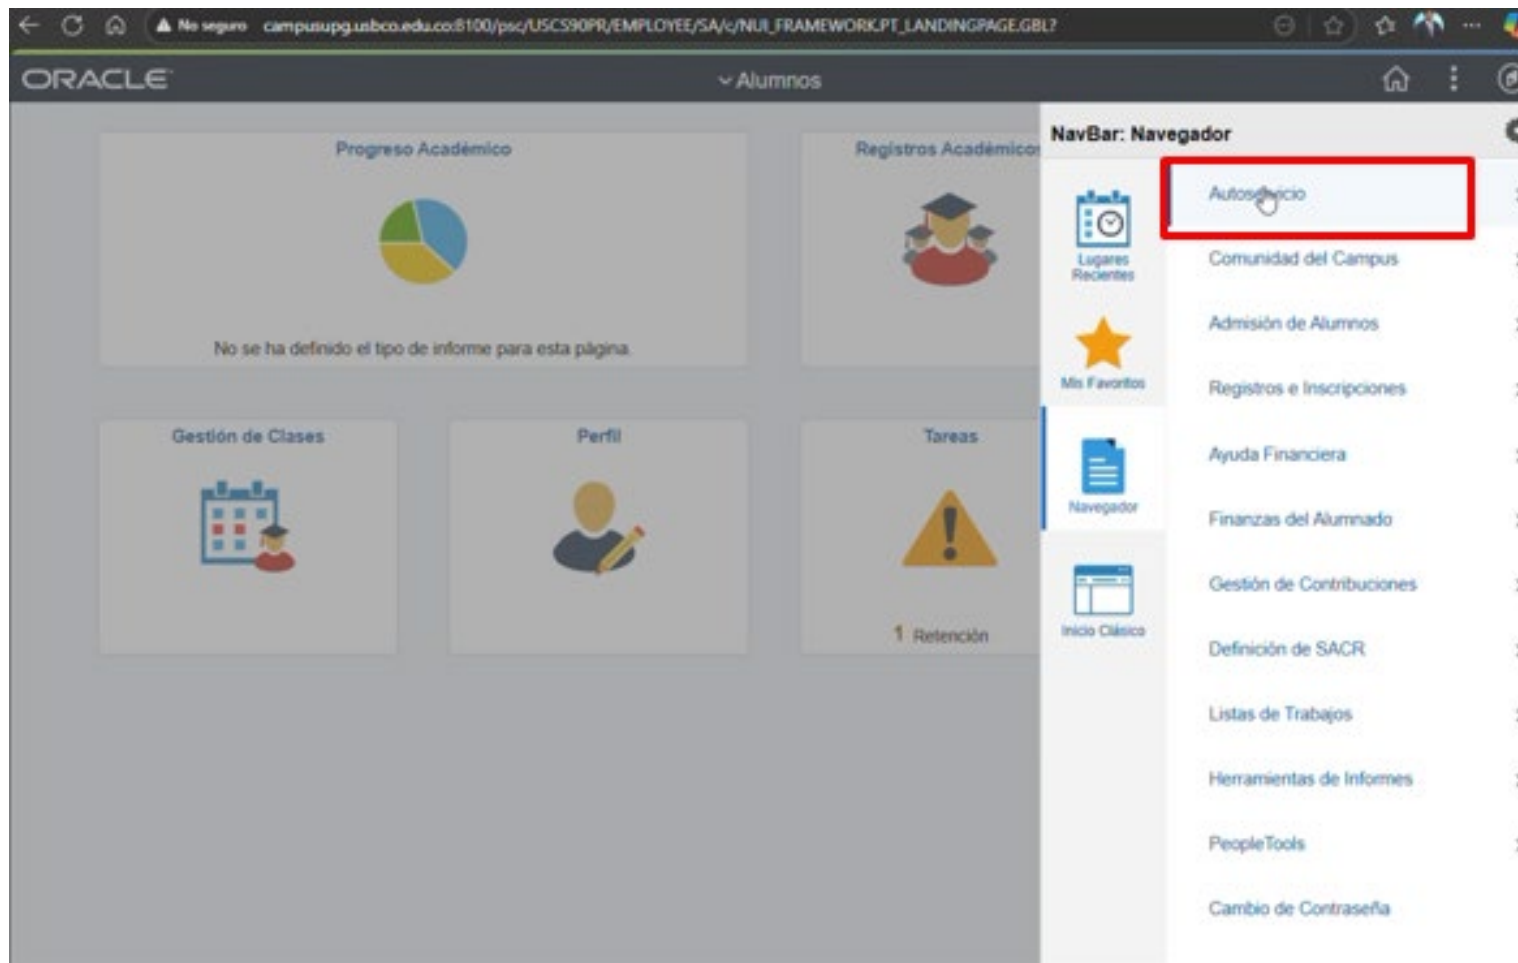 No seguro campusupg.usbco.edu.co:8100/psc/USCS90PR/EMPLOYEE/SA/c/NUI_FRAMEWORK.PT_LANDINGPAGE.GBL?
ORACLE
Alumnos
NavBar: Navegador
Progreso Académico
No se ha definido el tipo de informe para esta página.
Registros Académicos
Gestión de Clases
Perfil
Tareas
1 Retención
Lugares
Recientes
Mis Favoritos
Navegador
Inicio Clásico
Autoservicio
Comunidad del Campus
Admisión de Alumnos
Registros e Inscripciones
Ayuda Financiera
Finanzas del Alumnado
Gestión de Contribuciones
Definición de SACR
Listas de Trabajos
Herramientas de Informes
PeopleTools
Cambio de Contraseña